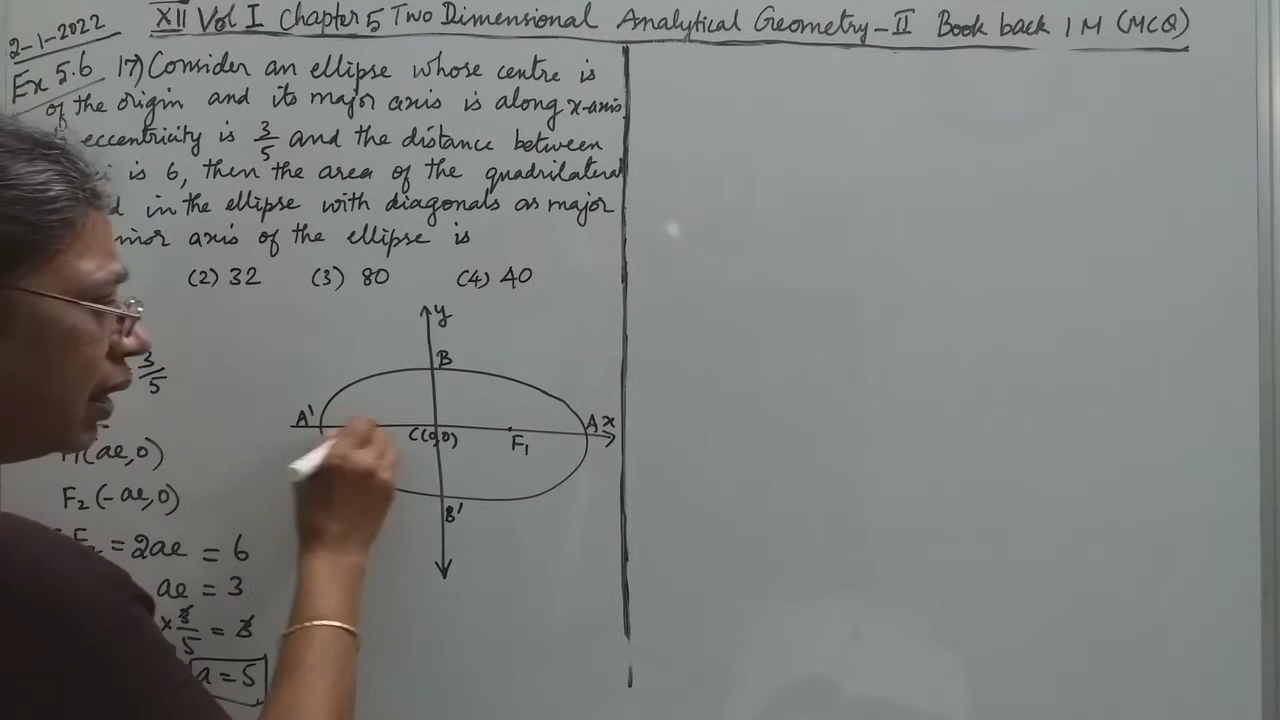 XII Vol I Chapter 5 Two Dimensional Analytical Geometry - II Book back 1 M (MCQ)
2-1-2022
Ex 5.6 17) Consider an ellipse whose centre is
of the origin and its major axis is along x-axis.
eccentricity is 3/5 and the distance between
is 6, then the area of the quadrilateral
in the ellipse with diagonals as major
axis of the ellipse is
(2) 32 (3) 80 (4) 40
y
B
3/5
A' A x
C(0,0) F1
(ae,0)
F2(-ae,0)
B'
= 2ae = 6
ae = 3
× 3/5 = 3
a = 5